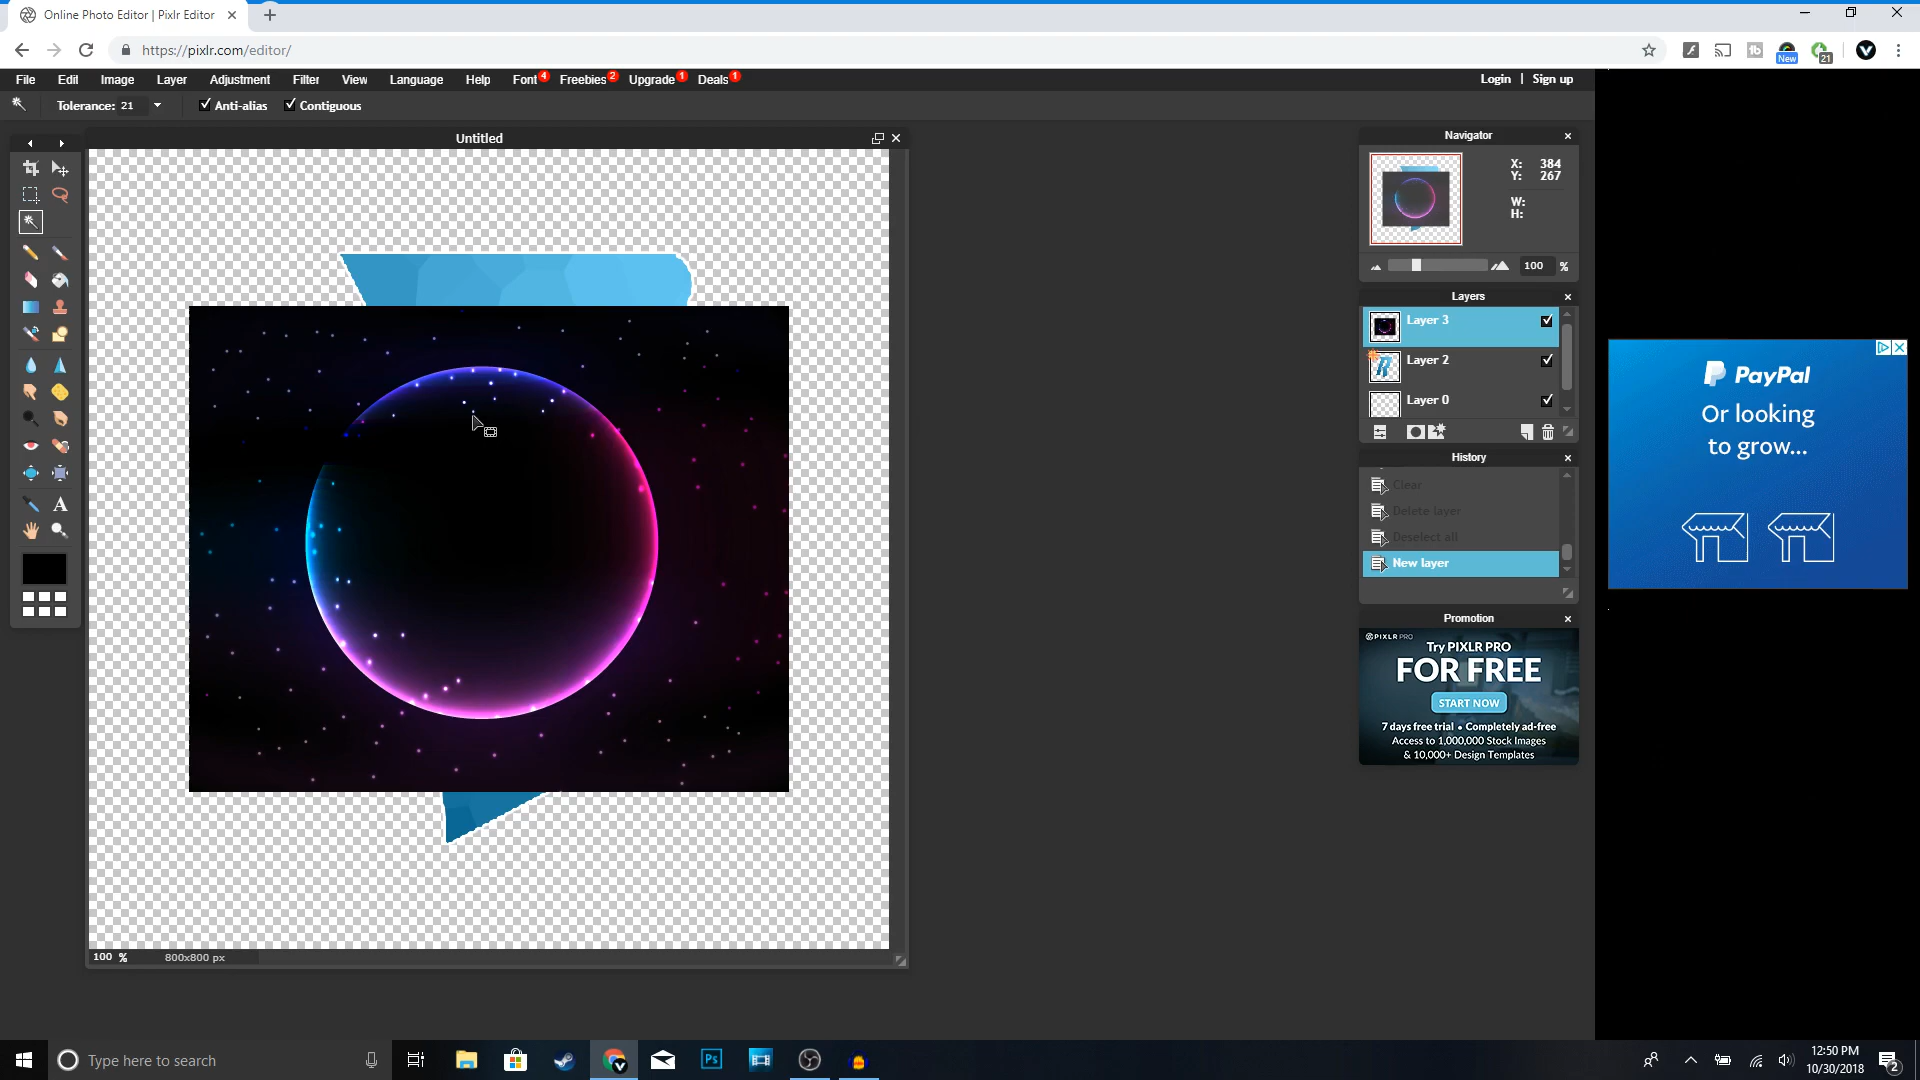 Online Photo Editor | Pixlr Editor
https://pixlr.com/editor/
New
21
File Edit Image Layer Adjustment Filter View Language Help Font 4 Freebies 2 Upgrade 1 Deals 1
Login | Sign up
Tolerance: 21 Anti-alias Contiguous
Untitled
100 % 800x800 px
Navigator
X: 384
Y: 267
W:
H:
100 %
Layers
Layer 3
Layer 2
Layer 0
History
Clear
Delete layer
Deselect all
New layer
Promotion
PIXLR PRO
Try PIXLR PRO
FOR FREE
START NOW
7 days free trial • Completely ad-free
Access to 1,000,000 Stock Images
& 10,000+ Design Templates
PayPal
Or looking
to grow...
Type here to search
Ps
12:50 PM
10/30/2018
2